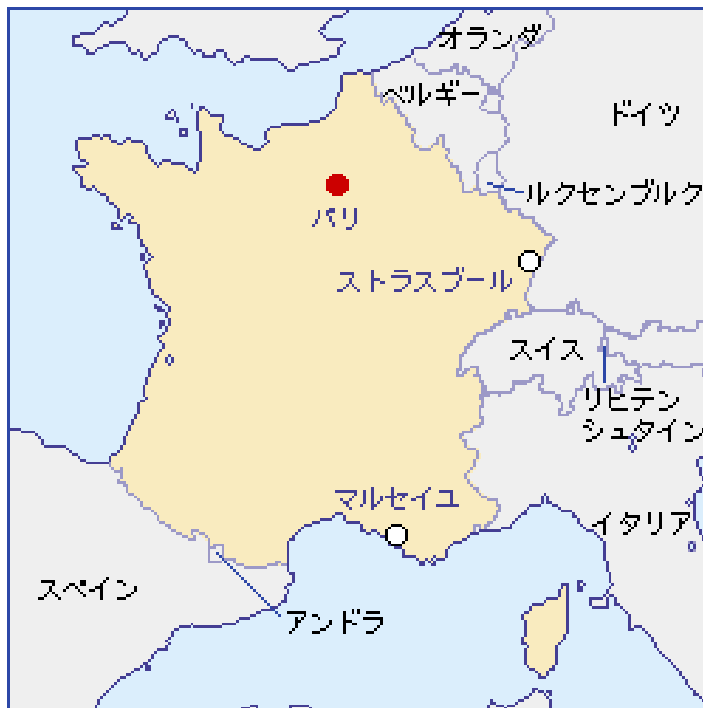 オランダ
ベルギー
ドイツ
ルクセンブルク
パリ
ストラスブール
スイス
リヒテン
シュタイン
マルセイユ
イタリア
スペイン
アンドラ